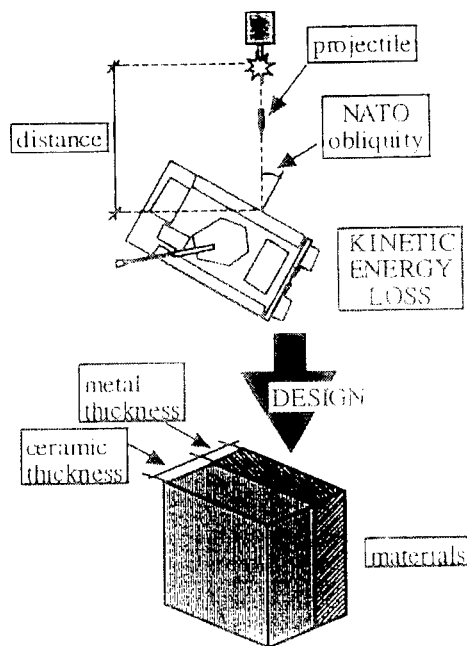 projectile
NATO
obliquity
distance
KINETIC
ENERGY
LOSS
metal
thickness
DESIGN
ceramic
thickness
materials